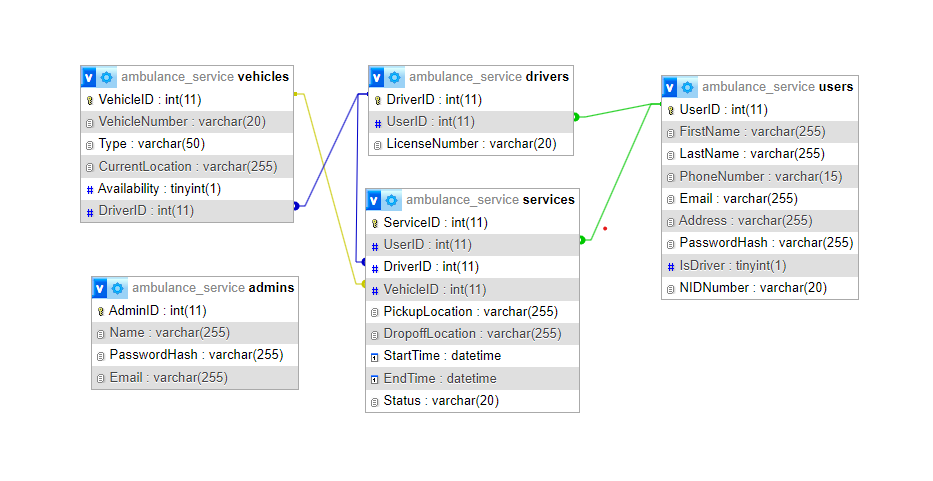 ambulance_service vehicles
VehicleID : int(11)
VehicleNumber : varchar(20)
Type : varchar(50)
CurrentLocation : varchar(255)
# Availability : tinyint(1)
# DriverID : int(11)
ambulance_service drivers
DriverID : int(11)
# UserID : int(11)
LicenseNumber : varchar(20)
ambulance_service users
UserID : int(11)
FirstName : varchar(255)
LastName : varchar(255)
PhoneNumber : varchar(15)
Email : varchar(255)
Address : varchar(255)
PasswordHash : varchar(255)
# IsDriver : tinyint(1)
NIDNumber : varchar(20)
ambulance_service services
ServiceID : int(11)
# UserID : int(11)
# DriverID : int(11)
# VehicleID : int(11)
PickupLocation : varchar(255)
DropoffLocation : varchar(255)
StartTime : datetime
EndTime : datetime
Status : varchar(20)
ambulance_service admins
AdminID : int(11)
Name : varchar(255)
PasswordHash : varchar(255)
Email : varchar(255)